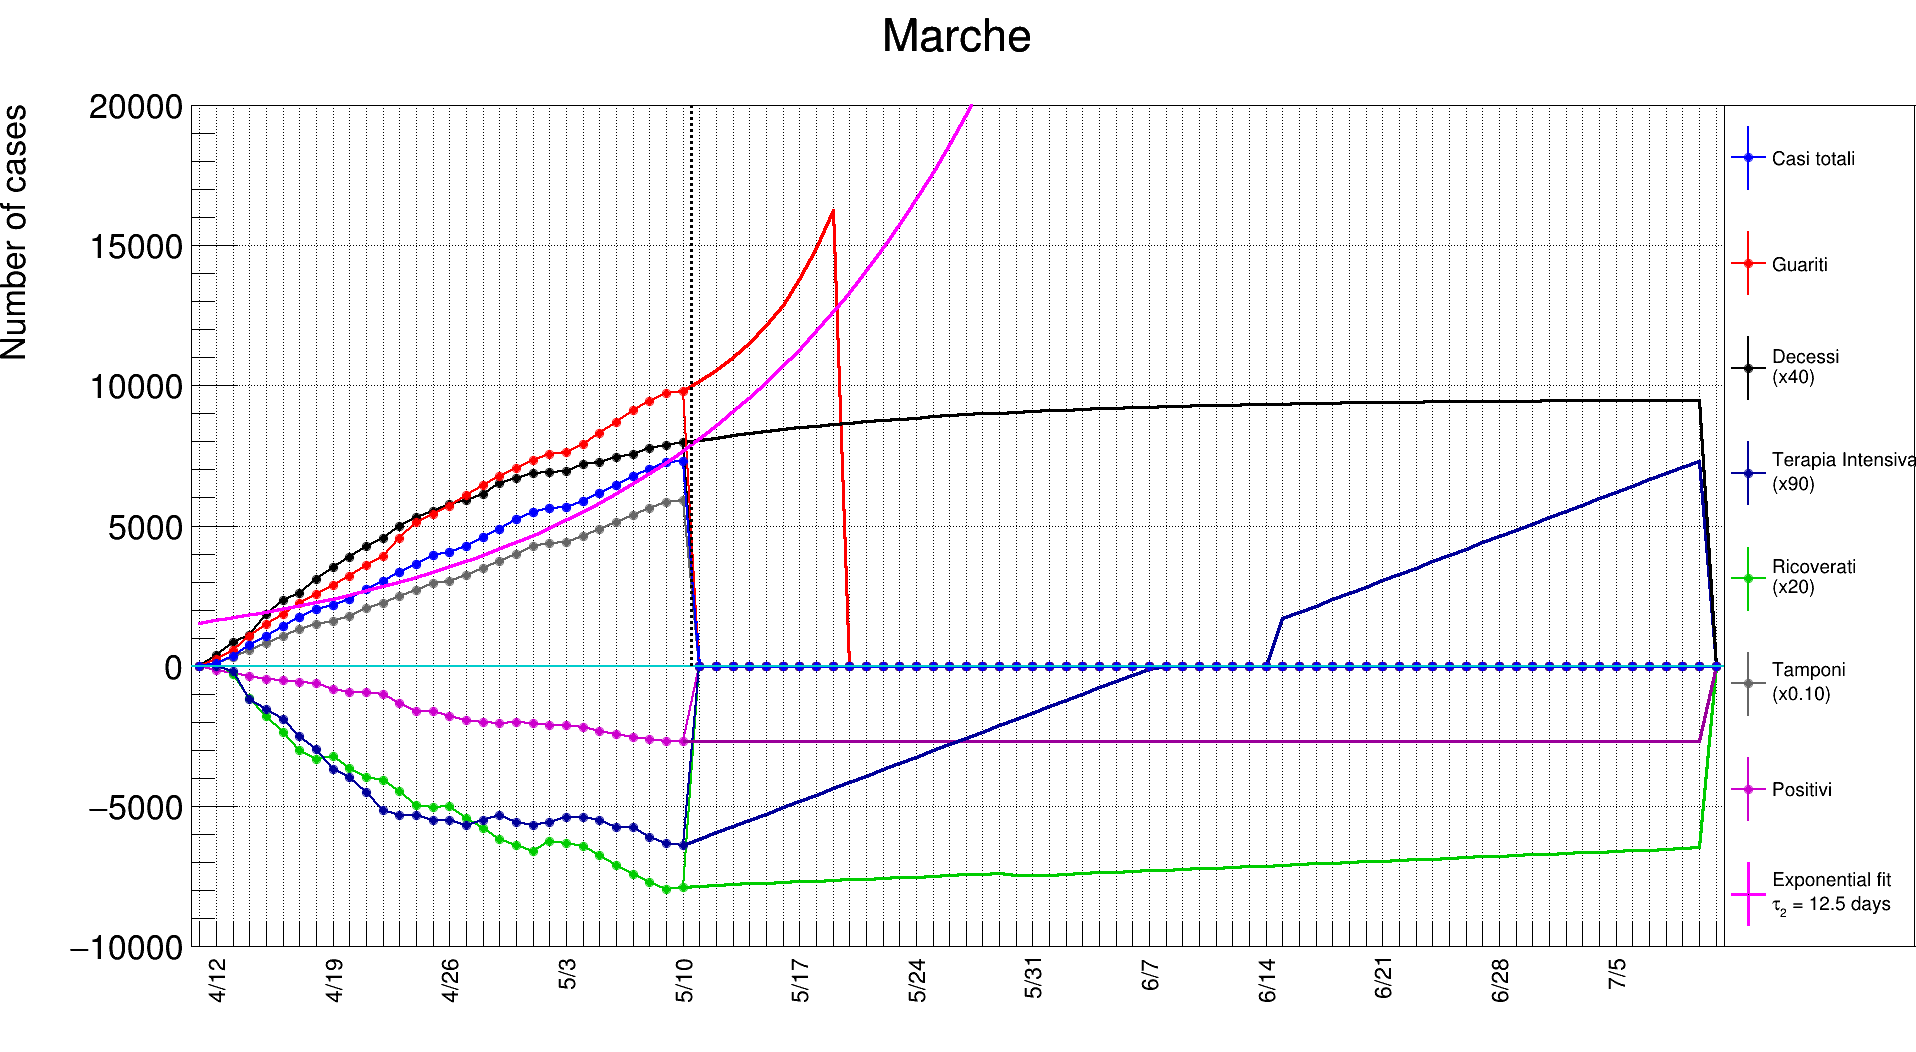 Marche
Number of cases
20000
15000
10000
5000
0
−5000
−10000
4/12
4/19
4/26
5/3
5/10
5/17
5/24
5/31
6/7
6/14
6/21
6/28
7/5
Casi totali
Guariti
Decessi
(x40)
Terapia Intensiva
(x90)
Ricoverati
(x20)
Tamponi
(x0.10)
Positivi
Exponential fit
τ2 = 12.5 days